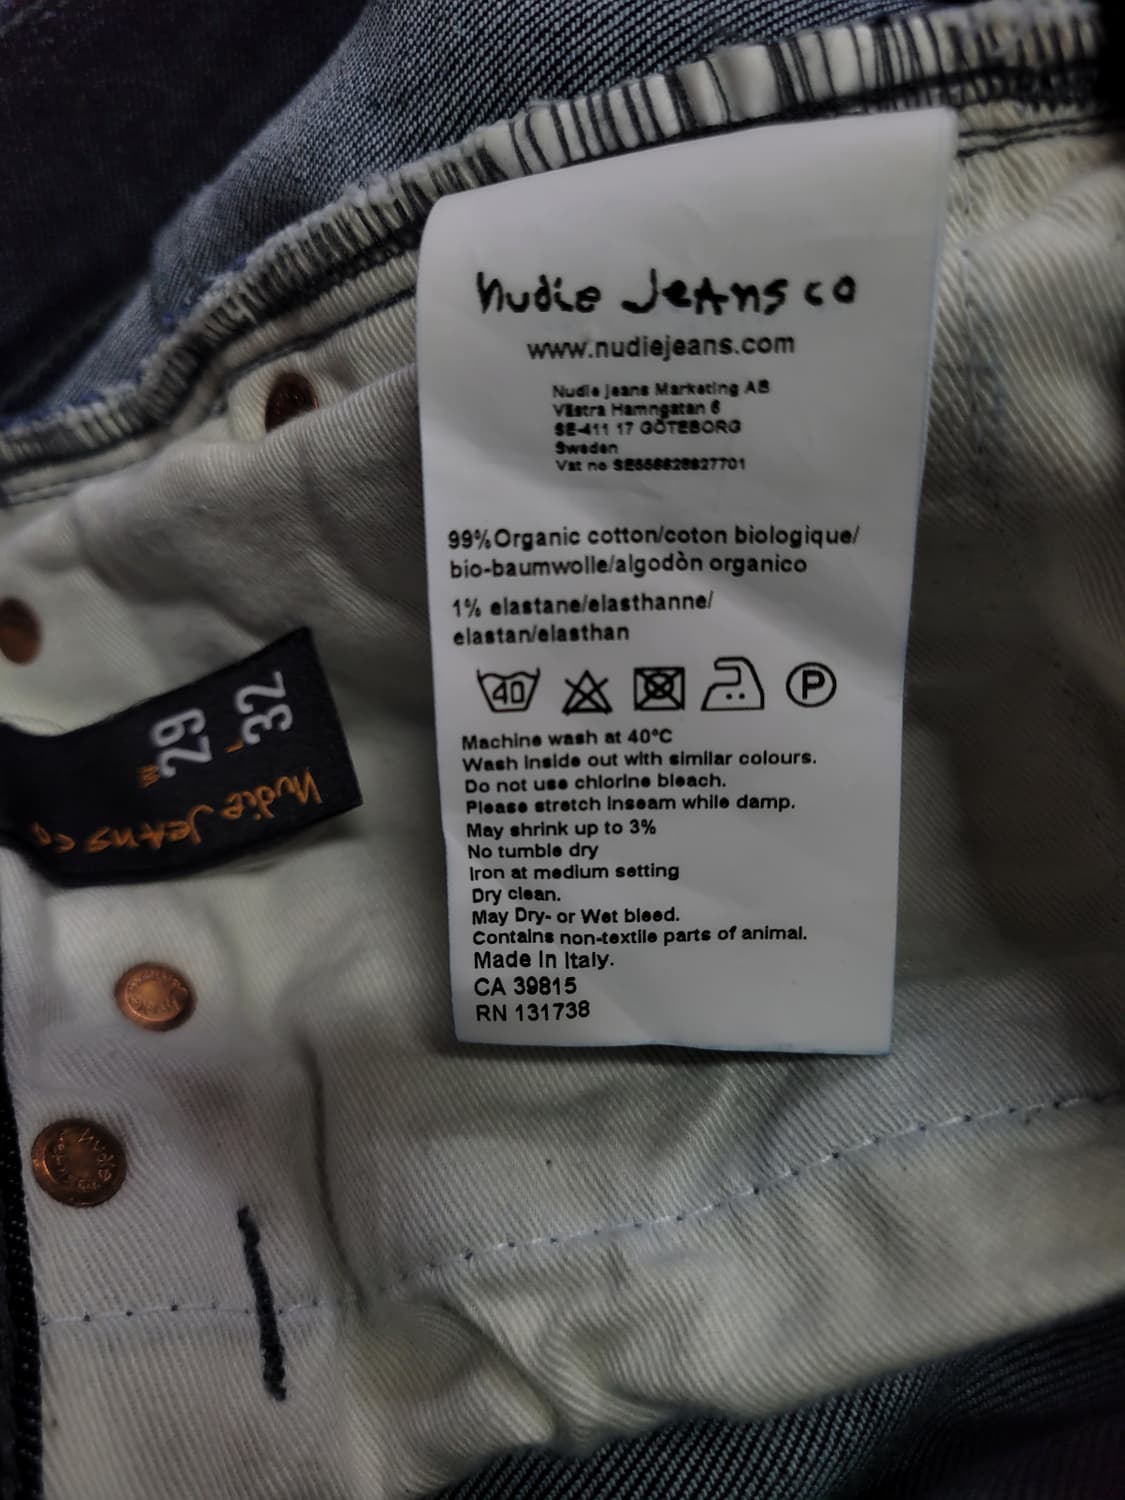 nudie Jeans co
www.nudiejeans.com
Nudie Jeans Marketing AB
Västra Hamngatan 6
SE-411 17 GÖTEBORG
Sweden
Vat no
99%Organic cotton/coton biologique/
bio-baumwolle/algodòn organico
1% elastane/elasthanne/
elastan/elasthan
40
P
Machine wash at 40°C
Wash inside out with similar colours.
Do not use chlorine bleach.
Please stretch inseam while damp.
May shrink up to 3%
No tumble dry
Iron at medium setting
Dry clean.
May Dry- or Wet bleed.
Contains non-textile parts of animal.
Made in Italy.
CA 39815
RN 131738
W 29
L 32
nudie Jeans co